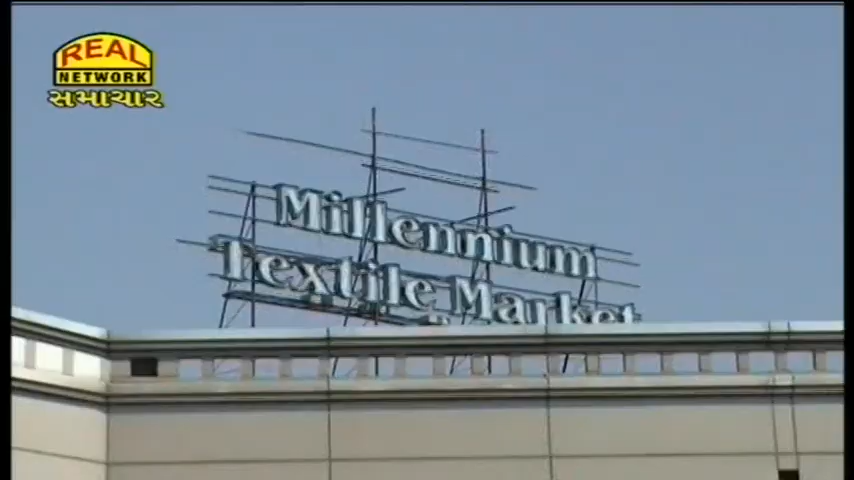 REAL
NETWORK
સમાચાર
Millennium
Textile Market